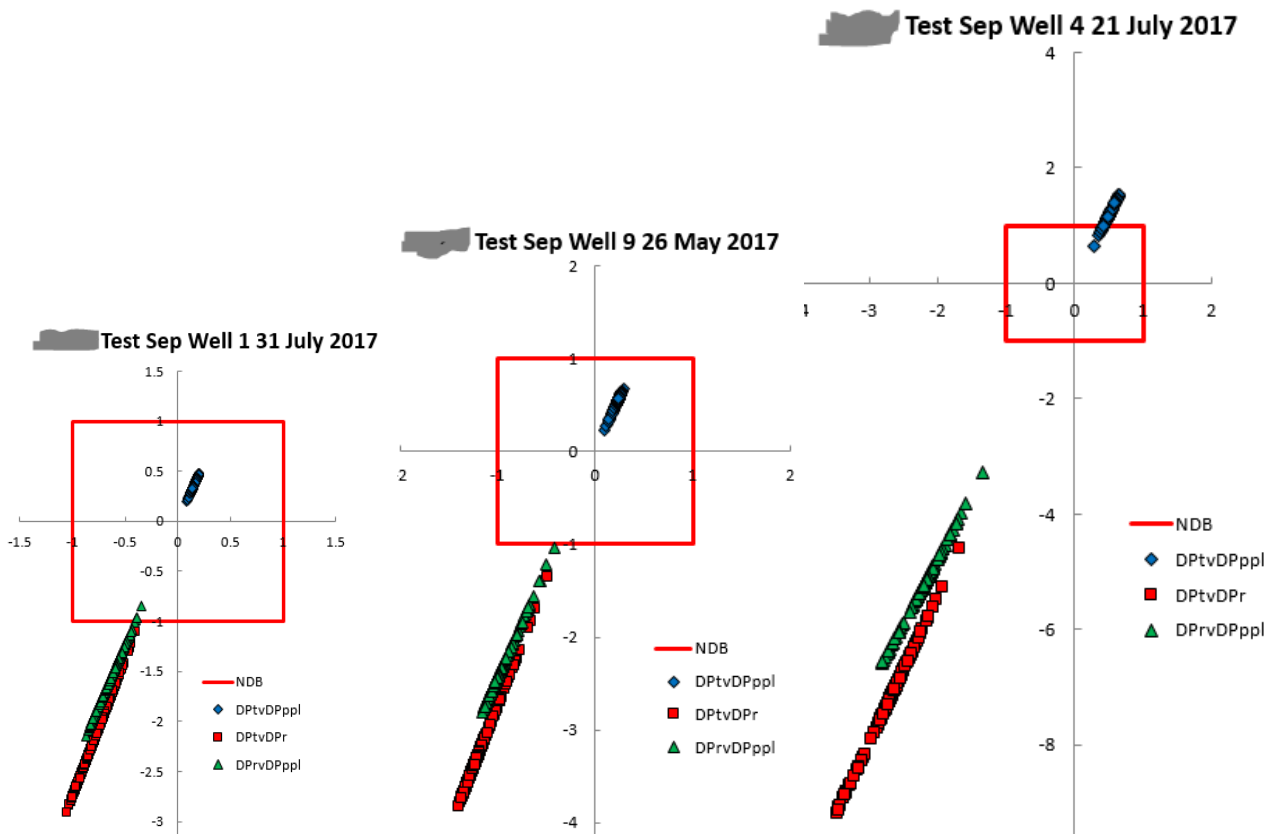 Test Sep Well 1 31 July 2017
1.5
1
0.5
0
-0.5
-1
-1.5
-2
-2.5
-3
-1.5
-1
-0.5
0
0.5
1
1.5
NDB
DPtvDPppl
DPtvDPr
DPrvDPppl
Test Sep Well 9 26 May 2017
2
1
0
-1
-2
-3
-4
2
-1
0
1
2
NDB
DPtvDPppl
DPtvDPr
DPrvDPppl
Test Sep Well 4 21 July 2017
4
2
0
-2
-4
-6
-8
4
-3
-2
-1
0
1
2
NDB
DPtvDPppl
DPtvDPr
DPrvDPppl